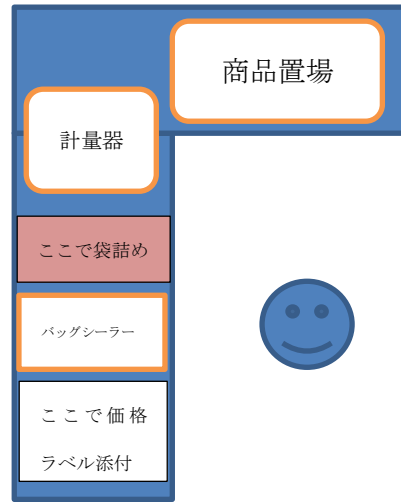 商品置場
計量器
ここで袋詰め
バッグシーラー
ここで価格
ラベル添付